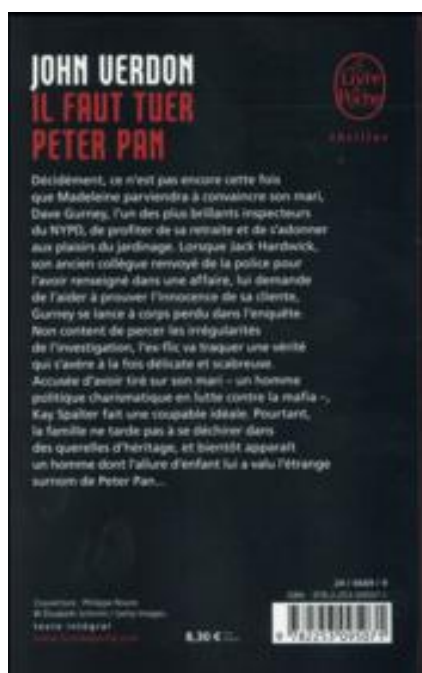 JOHN VERDON
IL FAUT TUER
PETER PAN
Le Livre de Poche
thriller
Décidément, ce n'est pas encore cette fois
que Madeleine parviendra à convaincre son mari,
Dave Gurney, l'un des plus brillants inspecteurs
du NYPD, de profiter de sa retraite et de s'adonner
aux plaisirs du jardinage. Lorsque Jack Hardwick,
son ancien collègue renvoyé de la police pour
l'avoir renseigné dans une affaire, lui demande
de l'aider à prouver l'innocence de sa cliente,
Gurney se lance à corps perdu dans l'enquête.
Non content de percer les irrégularités
de l'investigation, l'ex-flic va traquer une vérité
qui s'avère à la fois délicate et scabreuse.
Accusée d'avoir tiré sur son mari – un homme
politique charismatique en lutte contre la mafia –,
Kay Spalter fait une coupable idéale. Pourtant,
la famille ne tarde pas à se déchirer dans
des querelles d'héritage, et bientôt apparaît
un homme dont l'allure d'enfant lui a valu l'étrange
surnom de Peter Pan...
Couverture :
texte intégral
8,30 €
9 782253 095071